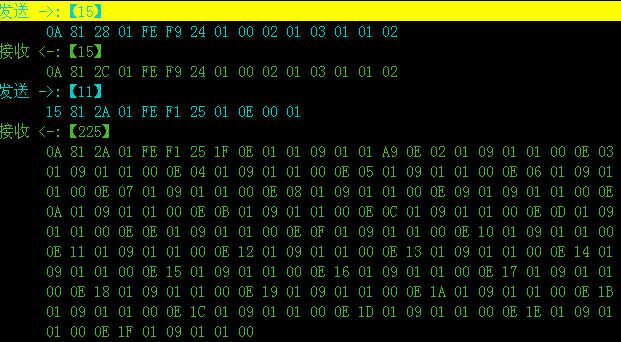 发送 ->:【15】
0A 81 28 01 FE F9 24 01 00 02 01 03 01 01 02
接收 <-:【15】
0A 81 2C 01 FE F9 24 01 00 02 01 03 01 01 02
发送 ->:【11】
15 81 2A 01 FE F1 25 01 0E 00 01
接收 <-:【225】
0A 81 2A 01 FE F1 25 1F 0E 01 01 09 01 01 A9 0E 02 01 09 01 01 00 0E 03
01 09 01 01 00 0E 04 01 09 01 01 00 0E 05 01 09 01 01 00 0E 06 01 09 01
01 00 0E 07 01 09 01 01 00 0E 08 01 09 01 01 00 0E 09 01 09 01 01 00 0E
0A 01 09 01 01 00 0E 0B 01 09 01 01 00 0E 0C 01 09 01 01 00 0E 0D 01 09
01 01 00 0E 0E 01 09 01 01 00 0E 0F 01 09 01 01 00 0E 10 01 09 01 01 00
0E 11 01 09 01 01 00 0E 12 01 09 01 01 00 0E 13 01 09 01 01 00 0E 14 01
09 01 01 00 0E 15 01 09 01 01 00 0E 16 01 09 01 01 00 0E 17 01 09 01 01
00 0E 18 01 09 01 01 00 0E 19 01 09 01 01 00 0E 1A 01 09 01 01 00 0E 1B
01 09 01 01 00 0E 1C 01 09 01 01 00 0E 1D 01 09 01 01 00 0E 1E 01 09 01
01 00 0E 1F 01 09 01 01 00